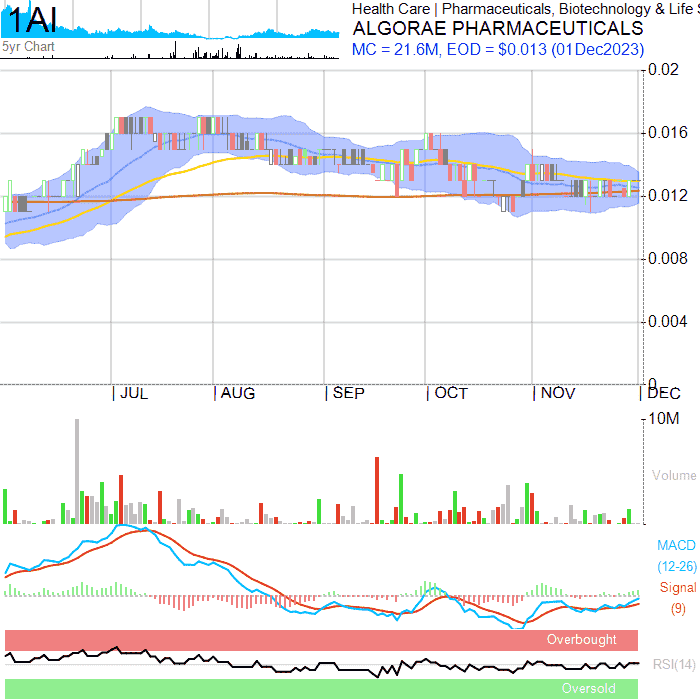 1AI
5yr Chart
Health Care | Pharmaceuticals, Biotechnology & Life S
ALGORAE PHARMACEUTICALS
MC = 21.6M, EOD = $0.013 (01Dec2023)
0.02
0.016
0.012
0.008
0.004
0
JUL AUG SEP OCT NOV DEC
10M
Volume
MACD
(12-26)
Signal
(9)
Overbought
RSI(14)
Oversold